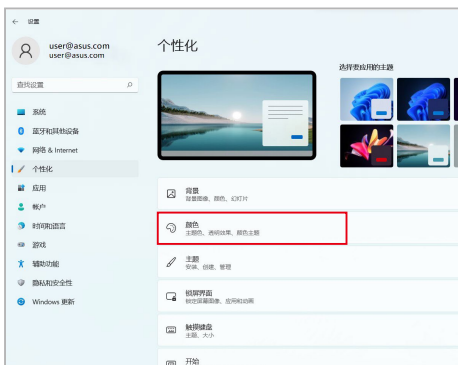 设置
user@asus.com
user@asus.com
查找设置
系统
蓝牙和其他设备
网络 & Internet
个性化
应用
帐户
时间和语言
游戏
辅助功能
隐私和安全性
Windows 更新
个性化
选择要应用的主题
背景
背景图像、颜色、幻灯片
颜色
主题色、透明效果、颜色主题
主题
安装、创建、管理
锁屏界面
锁定屏幕图像、应用和动画
触摸键盘
主题、大小
开始